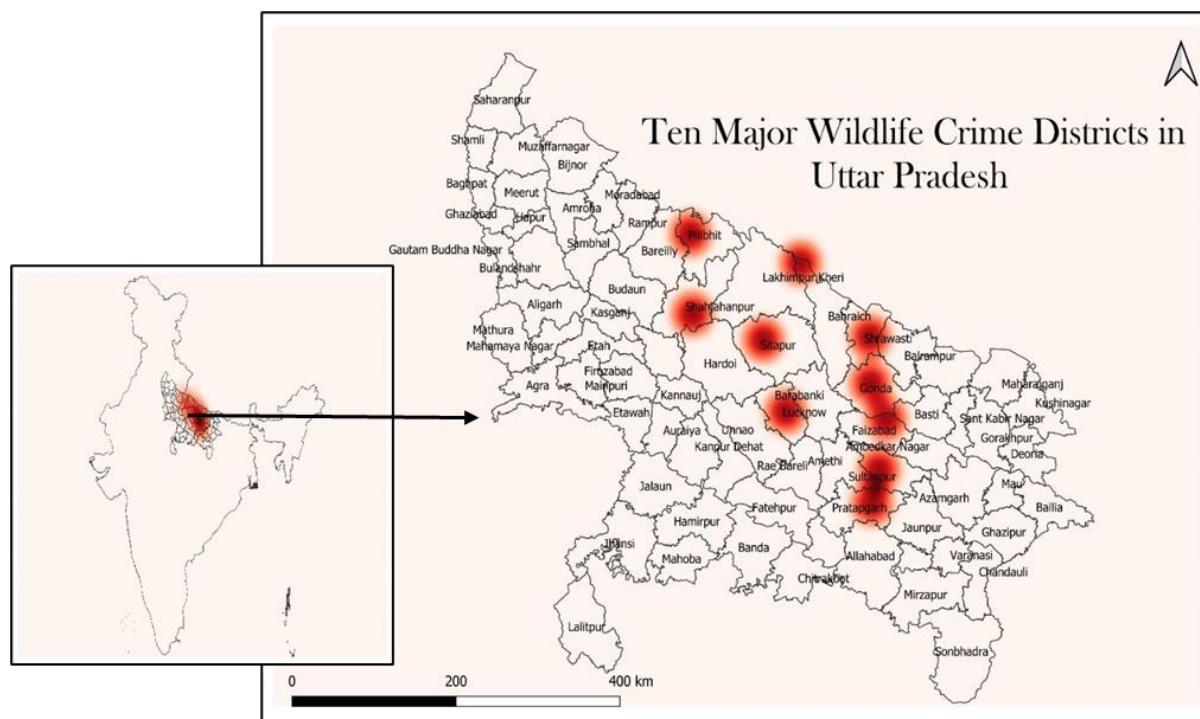 Ten Major Wildlife Crime Districts in
Uttar Pradesh
Saharanpur
Shamli
Muzaffarnagar
Bijnor
Baghpat
Meerut
Moradabad
Ghaziabad
Hapur
Amroha
Rampur
Pilibhit
Gautam Buddha Nagar
Sambhal
Bareilly
Bulandshahr
Lakhimpur Kheri
Budaun
Aligarh
Kasganj
Shahjahanpur
Bahraich
Mathura
Mahamaya Nagar
Etah
Sitapur
Shrawasti
Balrampur
Hardoi
Firozabad
Agra
Mainpuri
Kannauj
Gonda
Maharajganj
Kushinagar
Barabanki
Etawah
Lucknow
Basti
Sant Kabir Nagar
Auraiya
Unnao
Faizabad
Gorakhpur
Kanpur Dehat
Ambedkar Nagar
Deoria
Rae Bareli
Amethi
Sultanpur
Jalaun
Mau
Azamgarh
Fatehpur
Pratapgarh
Ballia
Hamirpur
Jaunpur
Ghazipur
Jhansi
Mahoba
Banda
Allahabad
Varanasi
Chitrakoot
Chandauli
Mirzapur
Lalitpur
Sonbhadra
0 200 400 km